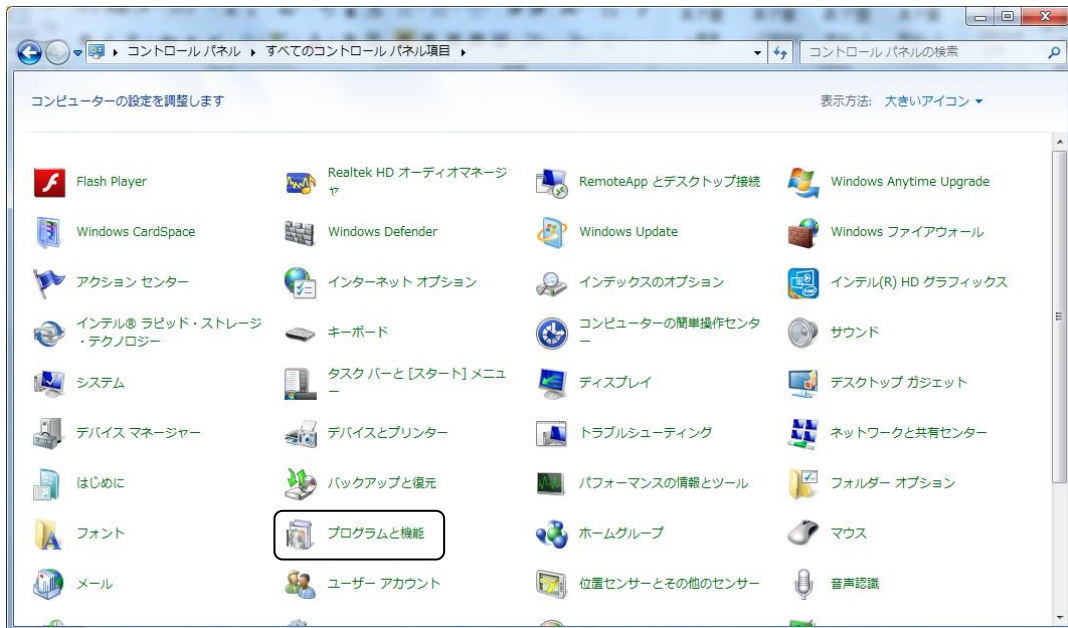 コントロール パネル ▸ すべてのコントロール パネル項目 ▸
コントロール パネルの検索
コンピューターの設定を調整します
表示方法: 大きいアイコン
Flash Player
Realtek HD オーディオマネージ
ャ
RemoteApp とデスクトップ接続
Windows Anytime Upgrade
Windows CardSpace
Windows Defender
Windows Update
Windows ファイアウォール
アクション センター
インターネット オプション
インデックスのオプション
インテル(R) HD グラフィックス
インテル® ラピッド・ストレージ
・テクノロジー
キーボード
コンピューターの簡単操作センタ
ー
サウンド
システム
タスク バーと [スタート] メニュ
ー
ディスプレイ
デスクトップ ガジェット
デバイス マネージャー
デバイスとプリンター
トラブルシューティング
ネットワークと共有センター
はじめに
バックアップと復元
パフォーマンスの情報とツール
フォルダー オプション
フォント
プログラムと機能
ホームグループ
マウス
メール
ユーザー アカウント
位置センサーとその他のセンサー
音声認識